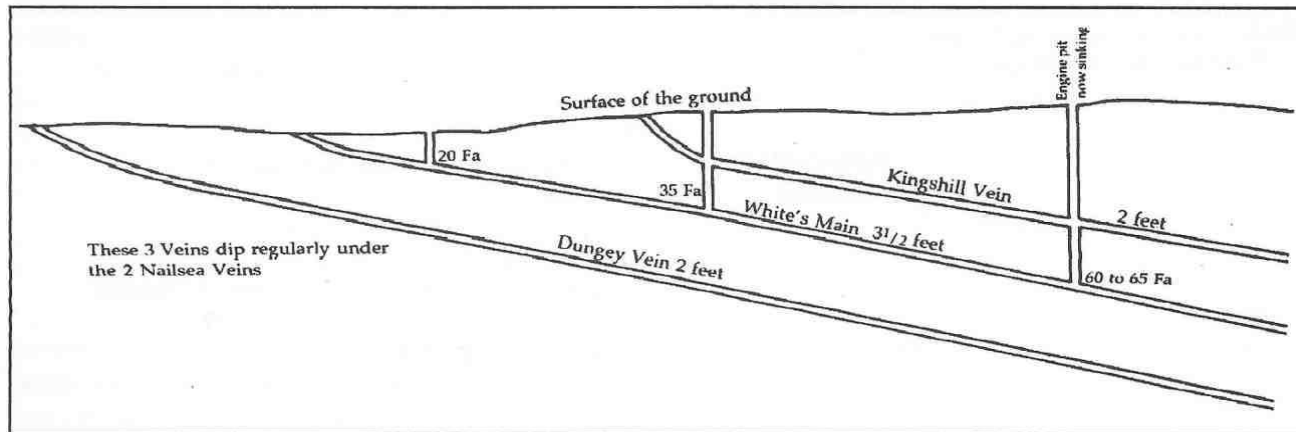 Engine pit
now sinking
Surface of the ground
20 Fa
35 Fa
Kingshill Vein
2 feet
White's Main 3 1/2 feet
Dungey Vein 2 feet
These 3 Veins dip regularly under
the 2 Nailsea Veins
60 to 65 Fa